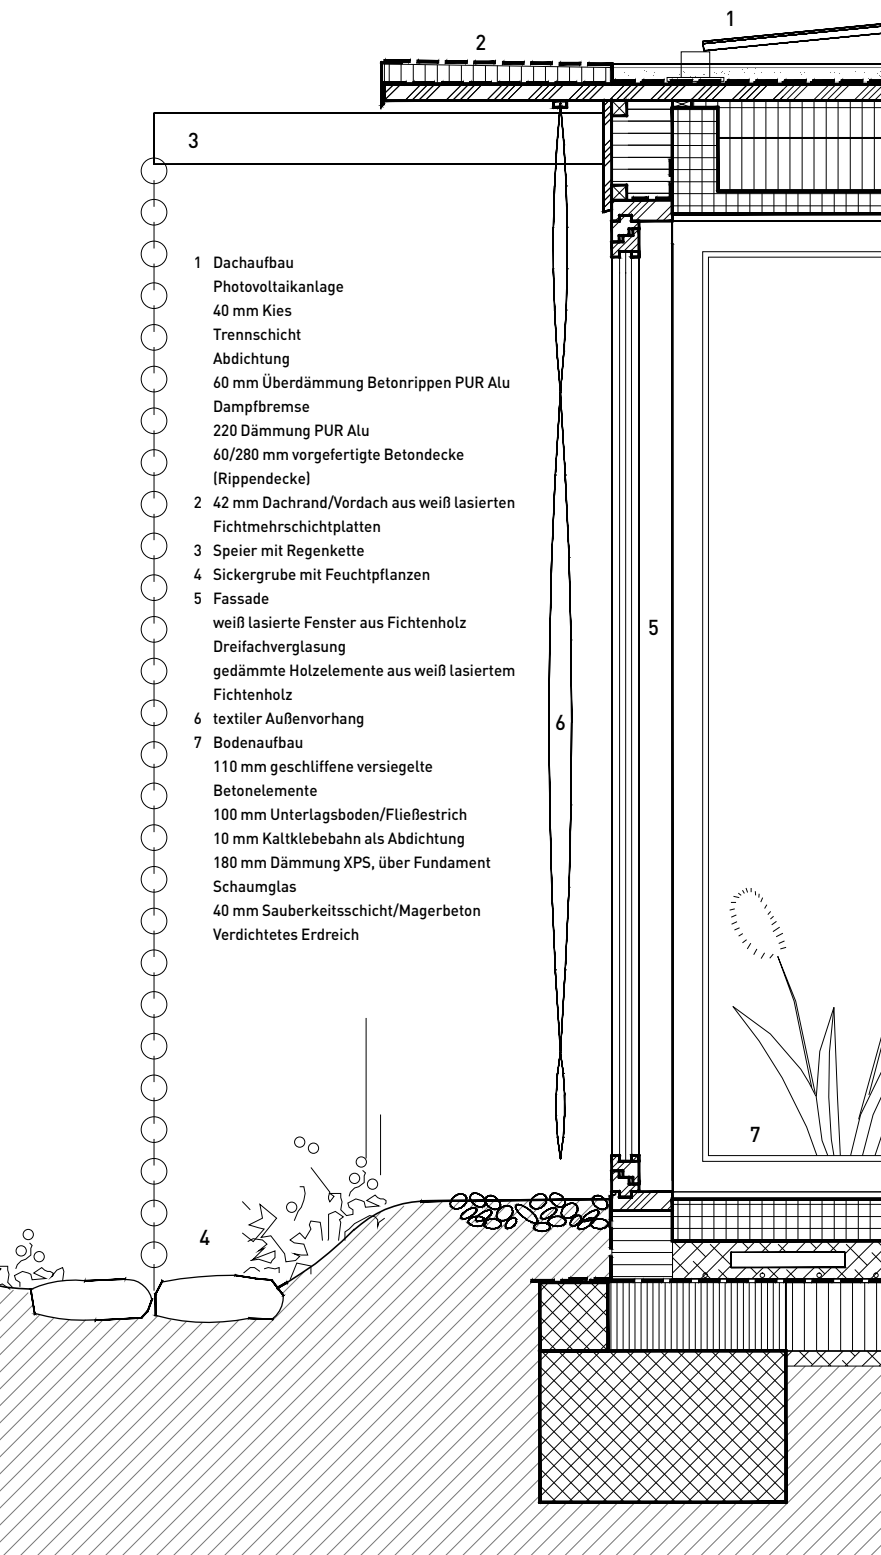 1
2
3
1 Dachaufbau
Photovoltaikanlage
40 mm Kies
Trennschicht
Abdichtung
60 mm Überdämmung Betonrippen PUR Alu
Dampfbremse
220 Dämmung PUR Alu
60/280 mm vorgefertigte Betondecke
(Rippendecke)
2 42 mm Dachrand/Vordach aus weiß lasierten
Fichtmehrschichtplatten
3 Speier mit Regenkette
4 Sickergrube mit Feuchtpflanzen
5 Fassade
weiß lasierte Fenster aus Fichtenholz
Dreifachverglasung
gedämmte Holzelemente aus weiß lasiertem
Fichtenholz
6 textiler Außenvorhang
7 Bodenaufbau
110 mm geschliffene versiegelte
Betonelemente
100 mm Unterlagsboden/Fließestrich
10 mm Kaltklebebahn als Abdichtung
180 mm Dämmung XPS, über Fundament
Schaumglas
40 mm Sauberkeitsschicht/Magerbeton
Verdichtetes Erdreich
5
6
7
4